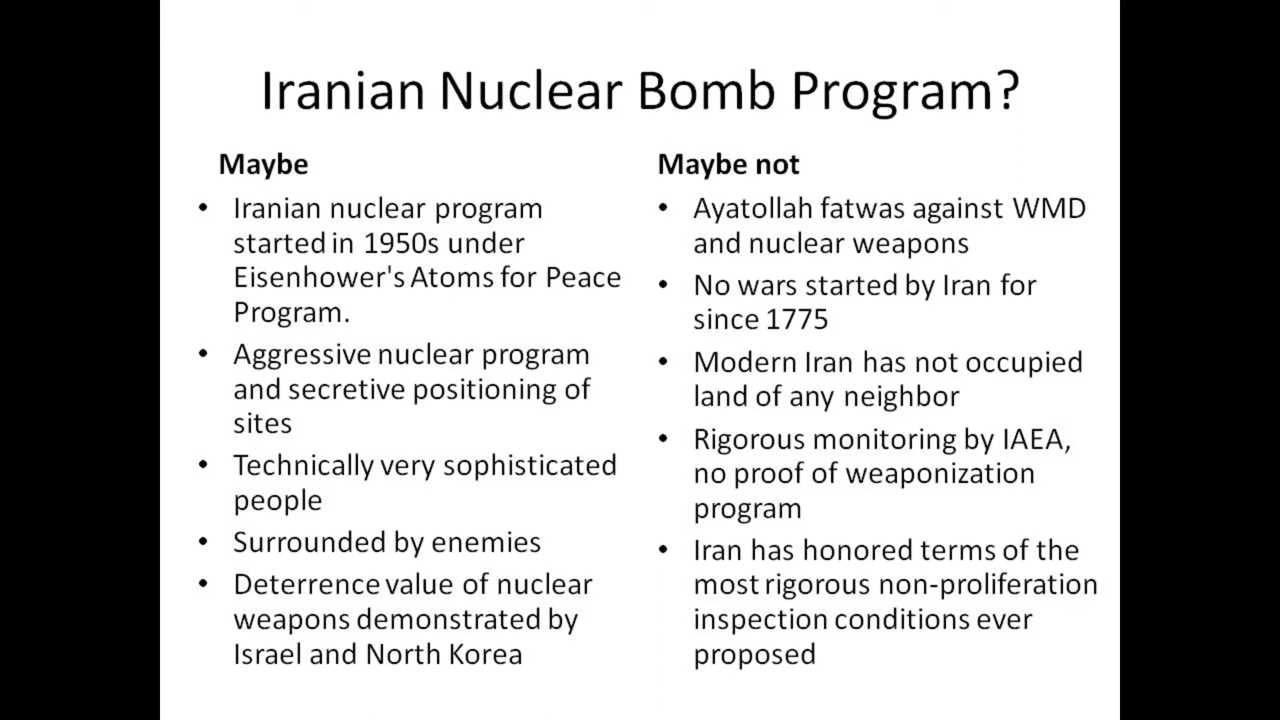 Iranian Nuclear Bomb Program?
Maybe
• Iranian nuclear program
started in 1950s under
Eisenhower's Atoms for Peace
Program.
• Aggressive nuclear program
and secretive positioning of
sites
• Technically very sophisticated
people
• Surrounded by enemies
• Deterrence value of nuclear
weapons demonstrated by
Israel and North Korea
Maybe not
• Ayatollah fatwas against WMD
and nuclear weapons
• No wars started by Iran for
since 1775
• Modern Iran has not occupied
land of any neighbor
• Rigorous monitoring by IAEA,
no proof of weaponization
program
• Iran has honored terms of the
most rigorous non-proliferation
inspection conditions ever
proposed